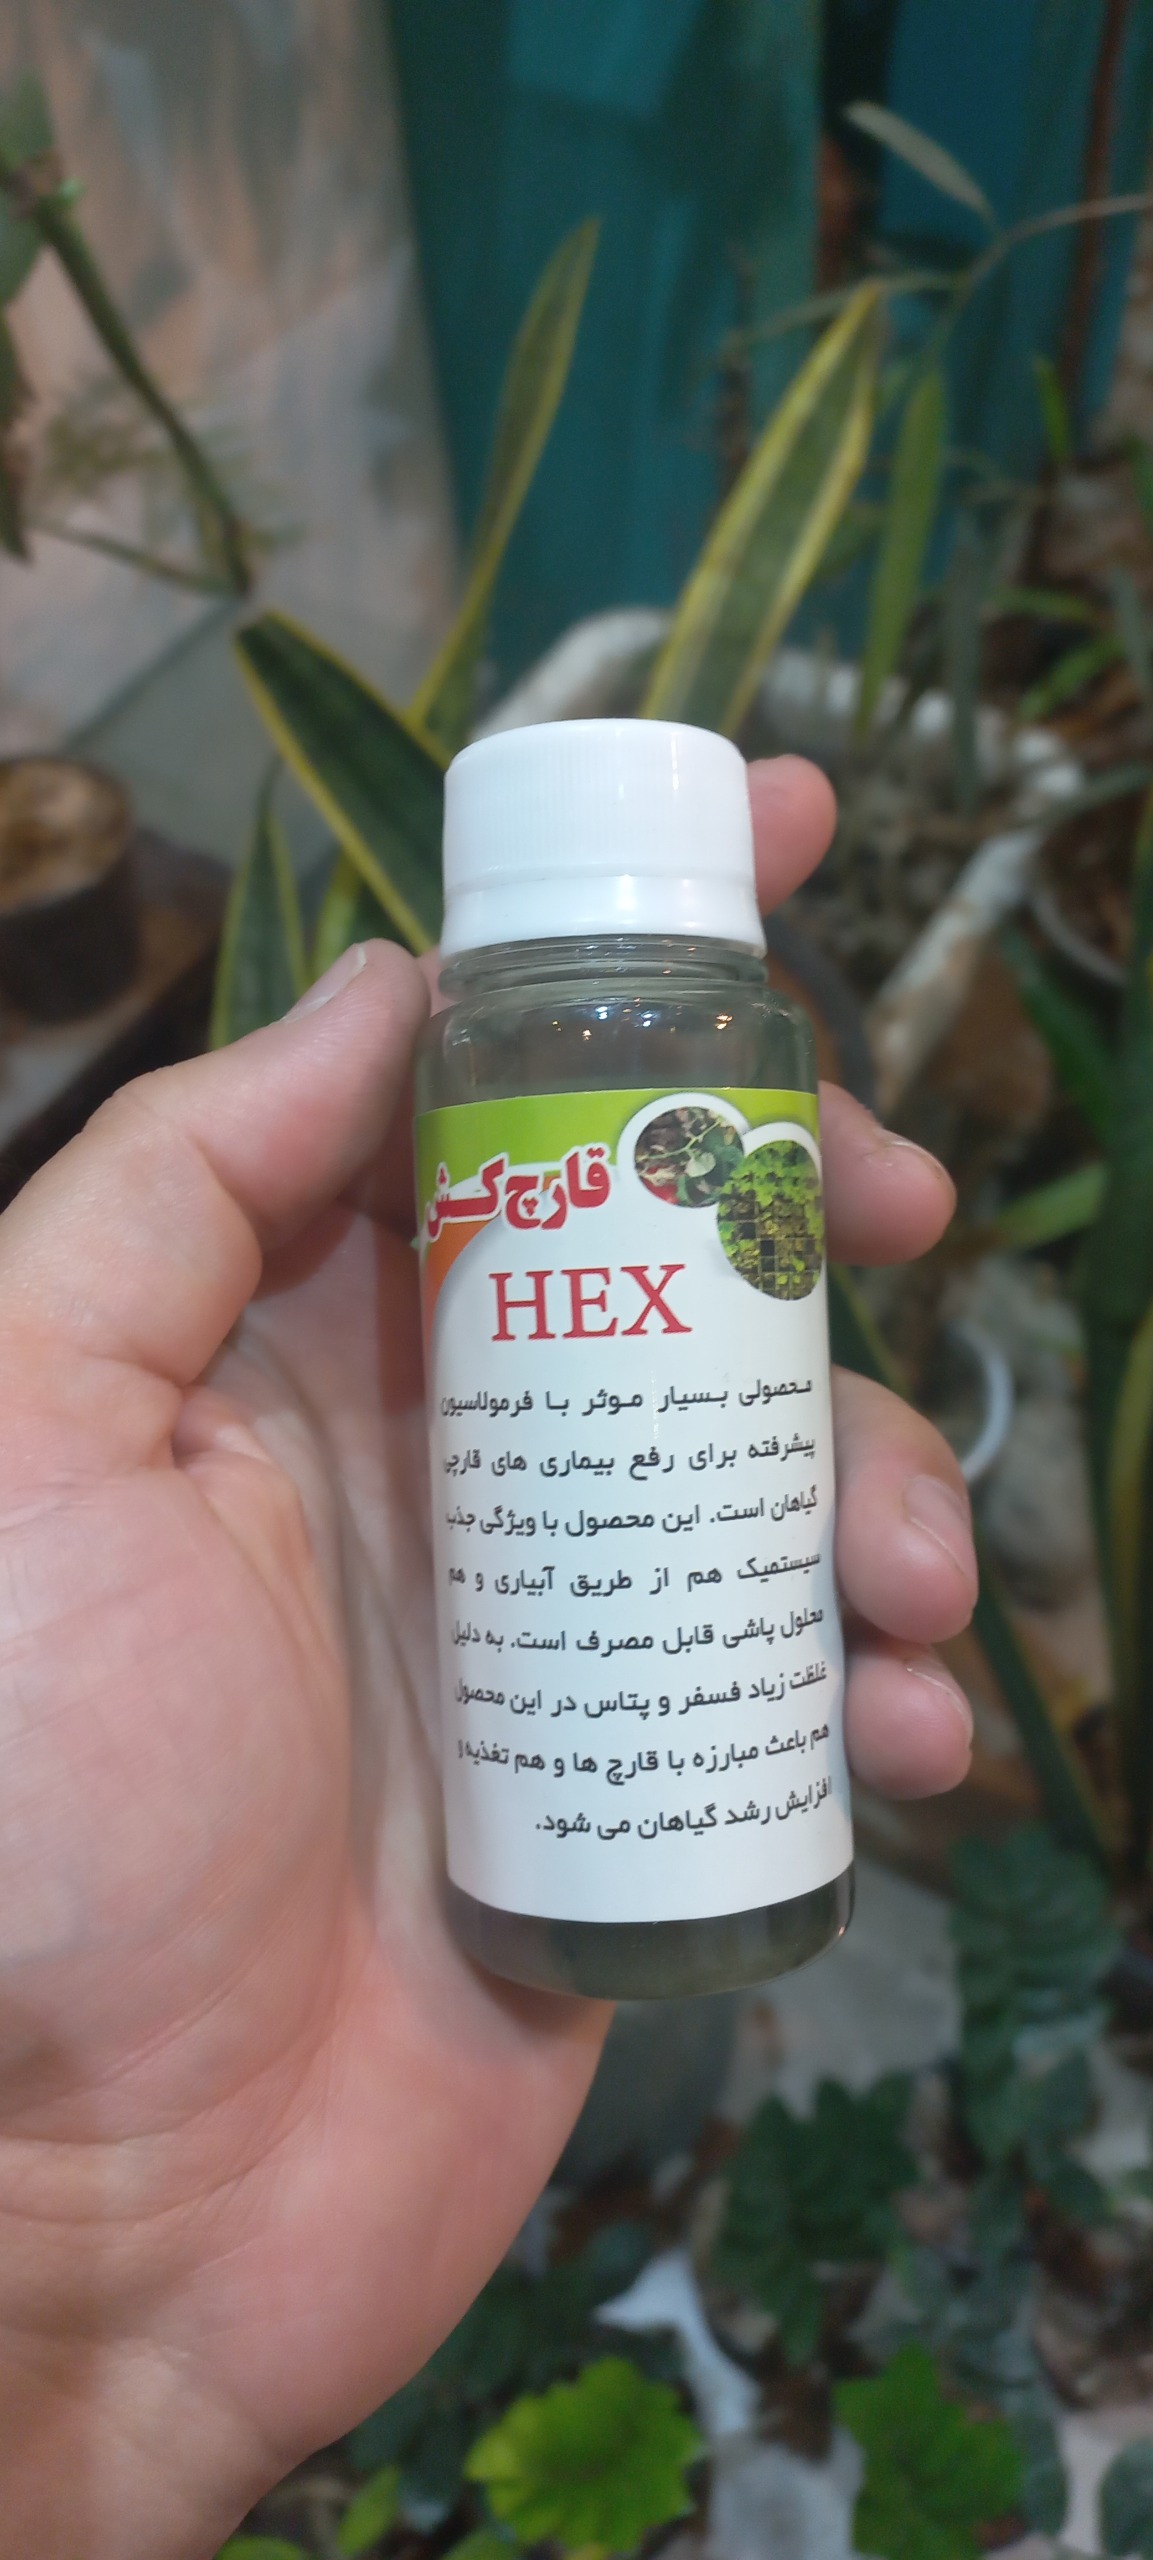 قارچ کش
HEX
محصولی بسیار موثر با فرمولاسیون
پیشرفته برای رفع بیماری های قارچی
گیاهان است. این محصول با ویژگی جذب
سیستمیک هم از طریق آبیاری و هم
محلول پاشی قابل مصرف است. به دلیل
غلظت زیاد فسفر و پتاس در این محصول
هم باعث مبارزه با قارچ ها و هم تغذیه و
افزایش رشد گیاهان می شود.